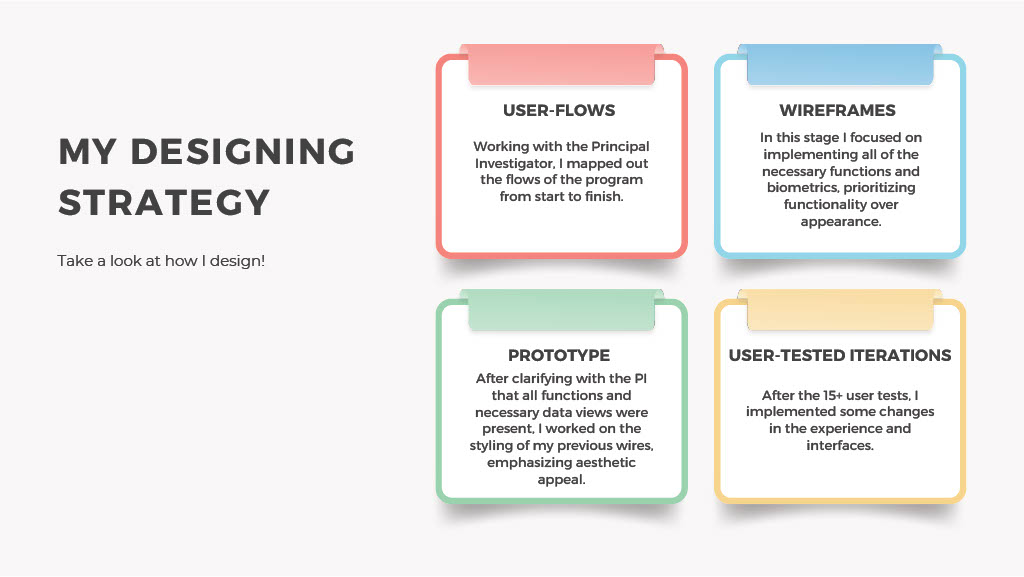 MY DESIGNING
STRATEGY
Take a look at how I design!
USER-FLOWS
Working with the Principal
Investigator, I mapped out
the flows of the program
from start to finish.
WIREFRAMES
In this stage I focused on
implementing all of the
necessary functions and
biometrics, prioritizing
functionality over
appearance.
PROTOTYPE
After clarifying with the PI
that all functions and
necessary data views were
present, I worked on the
styling of my previous wires,
emphasizing aesthetic
appeal.
USER-TESTED ITERATIONS
After the 15+ user tests, I
implemented some changes
in the experience and
interfaces.